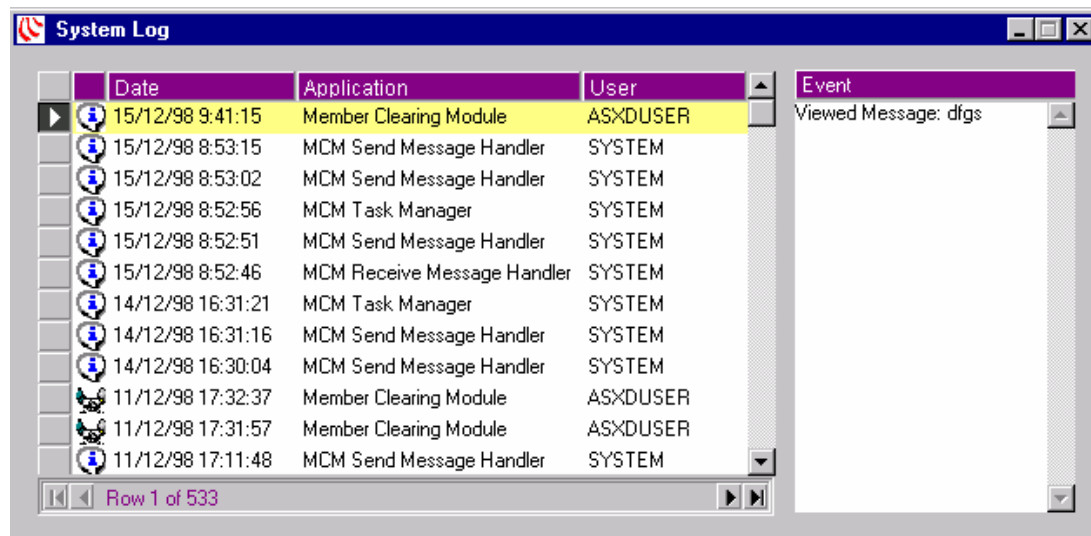 System Log
Date Application User Event
15/12/98 9:41:15 Member Clearing Module ASXDUSER Viewed Message: dfgs
15/12/98 8:53:15 MCM Send Message Handler SYSTEM
15/12/98 8:53:02 MCM Send Message Handler SYSTEM
15/12/98 8:52:56 MCM Task Manager SYSTEM
15/12/98 8:52:51 MCM Send Message Handler SYSTEM
15/12/98 8:52:46 MCM Receive Message Handler SYSTEM
14/12/98 16:31:21 MCM Task Manager SYSTEM
14/12/98 16:31:16 MCM Send Message Handler SYSTEM
14/12/98 16:30:04 MCM Send Message Handler SYSTEM
11/12/98 17:32:37 Member Clearing Module ASXDUSER
11/12/98 17:31:57 Member Clearing Module ASXDUSER
11/12/98 17:11:48 MCM Send Message Handler SYSTEM
Row 1 of 533